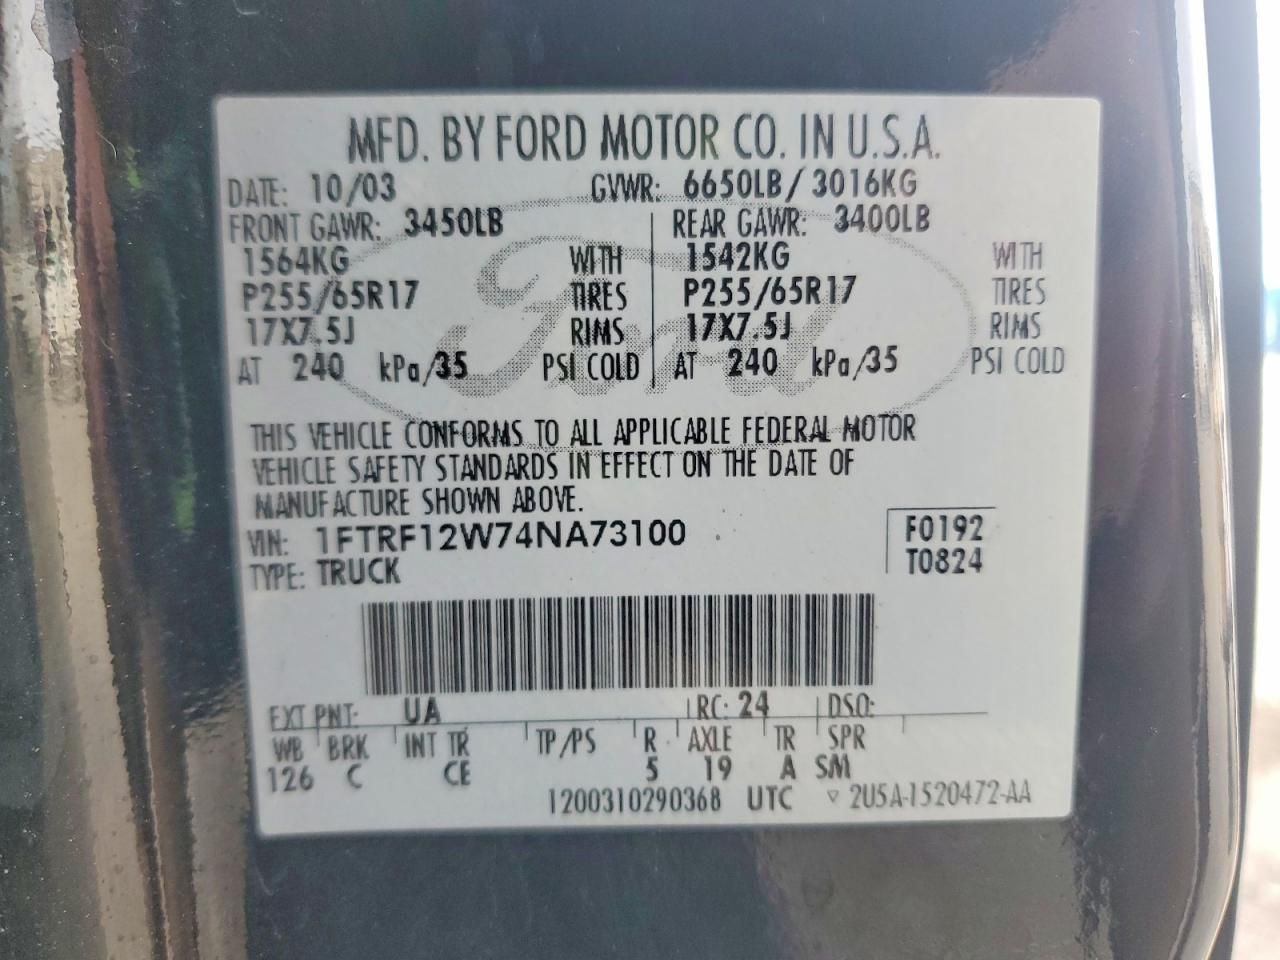 MFD. BY FORD MOTOR CO. IN U.S.A.
DATE: 10/03 GVWR: 6650LB / 3016KG
FRONT GAWR: 3450LB REAR GAWR: 3400LB
1564KG WITH 1542KG WITH
P255/65R17 TIRES P255/65R17 TIRES
17X7.5J RIMS 17X7.5J RIMS
AT 240 kPa/35 PSI COLD AT 240 kPa/35 PSI COLD
THIS VEHICLE CONFORMS TO ALL APPLICABLE FEDERAL MOTOR
VEHICLE SAFETY STANDARDS IN EFFECT ON THE DATE OF
MANUFACTURE SHOWN ABOVE.
VIN: 1FTRF12W74NA73100 F0192
TYPE: TRUCK T0824
EXT PNT: UA RC: 24 DSO:
WB BRK INT TR TP/PS R AXLE TR SPR
126 C CE 5 19 A SM
1200310290368 UTC ▽ 2U5A-1520472-AA
Ford